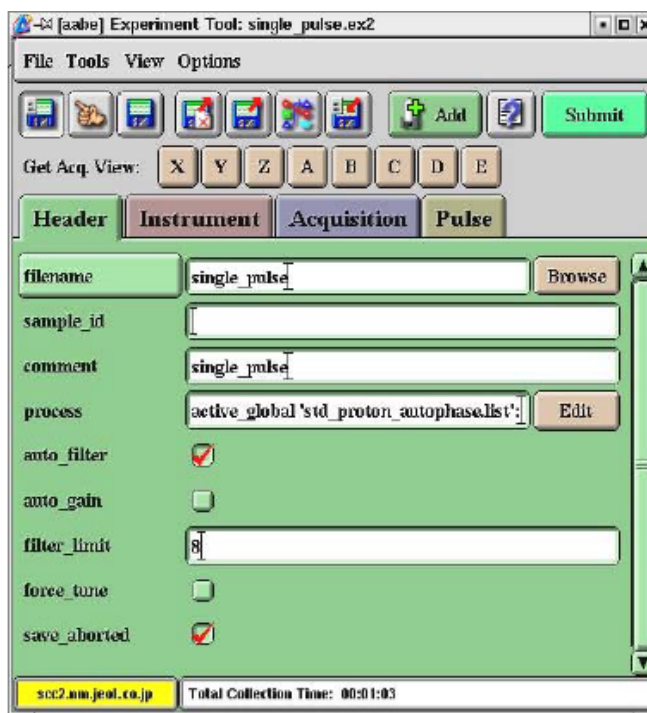 [aabe] Experiment Tool: single_pulse.ex2
File Tools View Options
Add Submit
Get Acq. View: X Y Z A B C D E
Header Instrument Acquisition Pulse
filename single_pulse Browse
sample_id
comment single_pulse
process active_global 'std_proton_autophase.list': Edit
auto_filter
auto_gain
filter_limit 8
force_tune
save_aborted
scc2.nm.jeol.co.jp Total Collection Time: 00:01:03